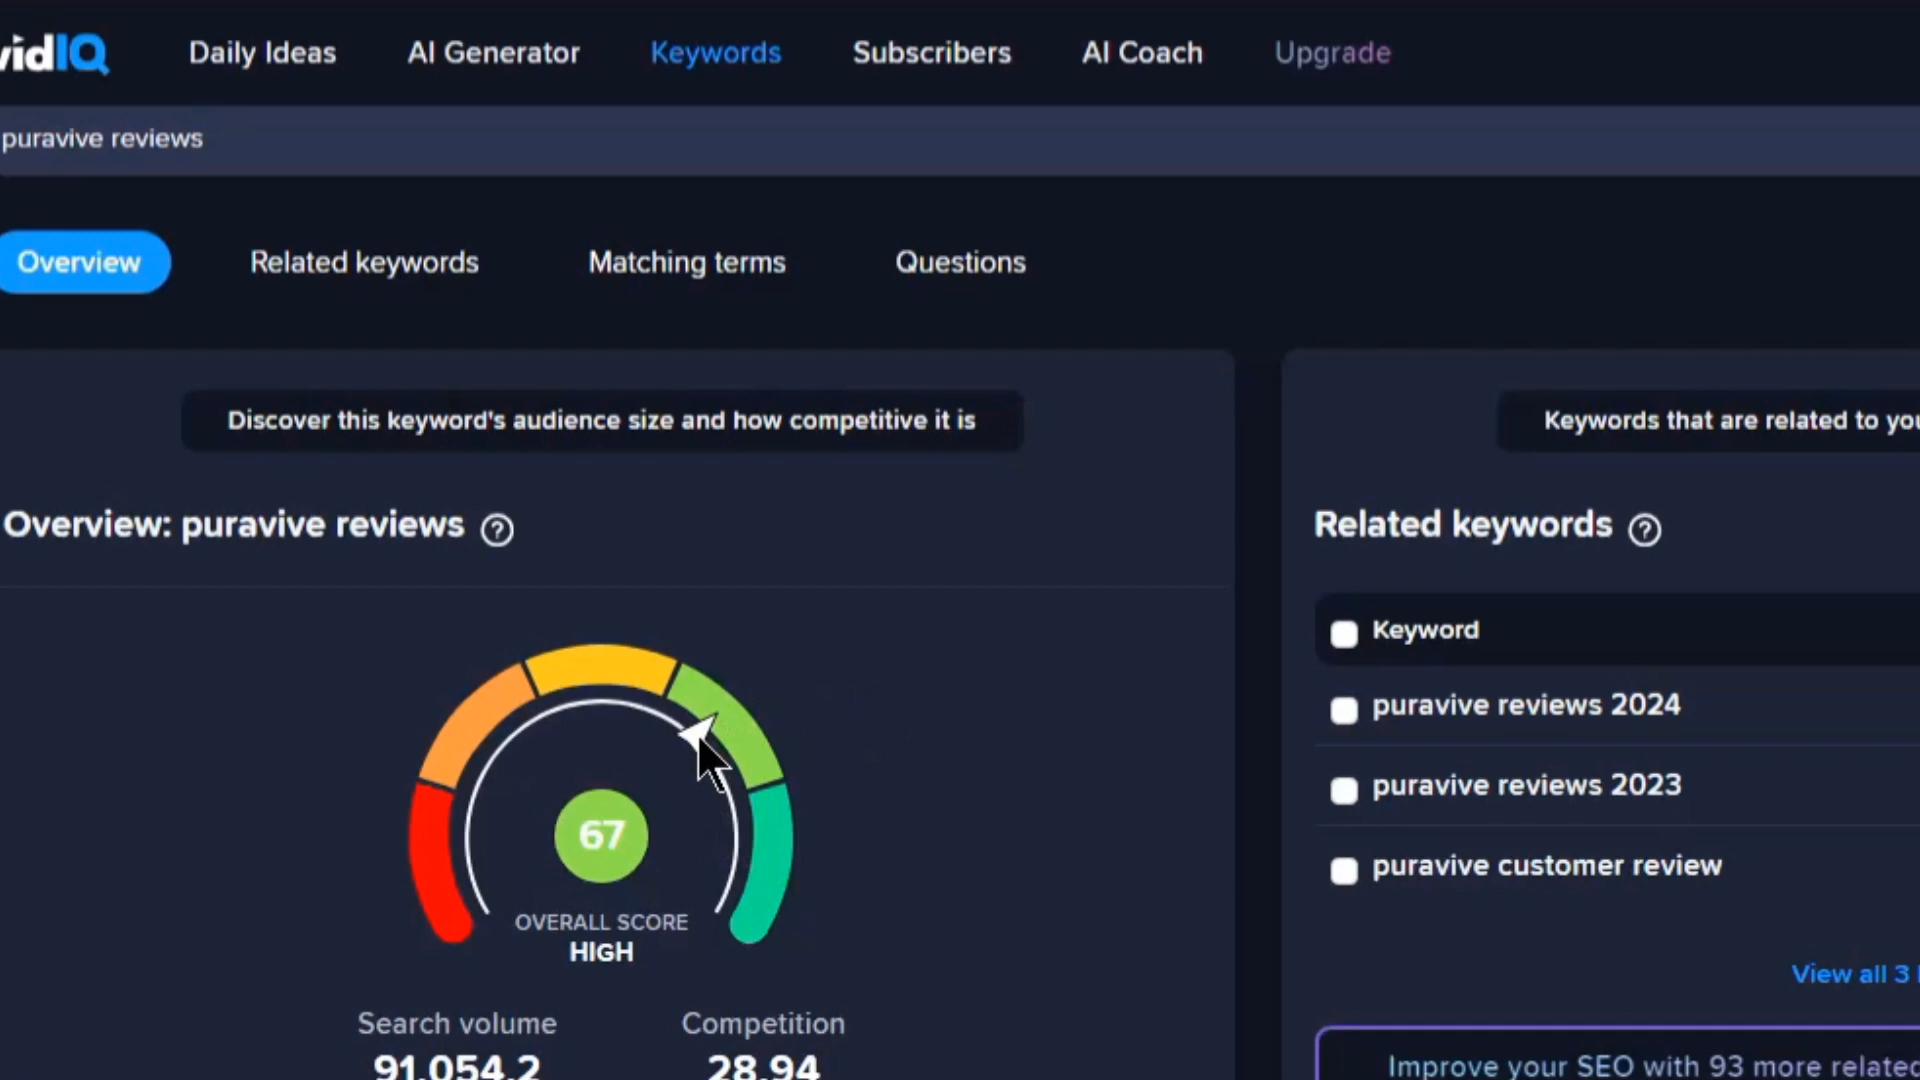 vidIQ Daily Ideas AI Generator Keywords Subscribers AI Coach Upgrade
puravive reviews
Overview Related keywords Matching terms Questions
Discover this keyword's audience size and how competitive it is
Overview: puravive reviews ?
67
OVERALL SCORE
HIGH
Search volume Competition
91,054.2 28.94
Keywords that are related to you
Related keywords ?
Keyword
puravive reviews 2024
puravive reviews 2023
puravive customer review
View all 3
Improve your SEO with 93 more related